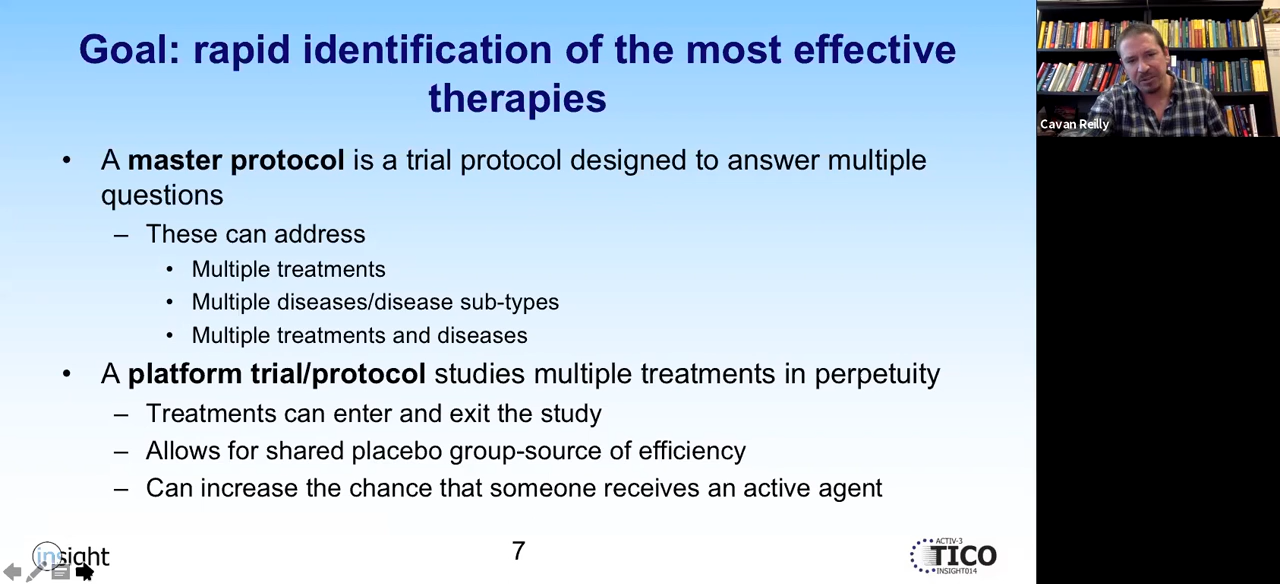 Goal: rapid identification of the most effective
therapies
• A master protocol is a trial protocol designed to answer multiple
questions
– These can address
• Multiple treatments
• Multiple diseases/disease sub-types
• Multiple treatments and diseases
• A platform trial/protocol studies multiple treatments in perpetuity
– Treatments can enter and exit the study
– Allows for shared placebo group-source of efficiency
– Can increase the chance that someone receives an active agent
insight
7
ACTIV-3
TICO
INSIGHT014
Cavan Reilly